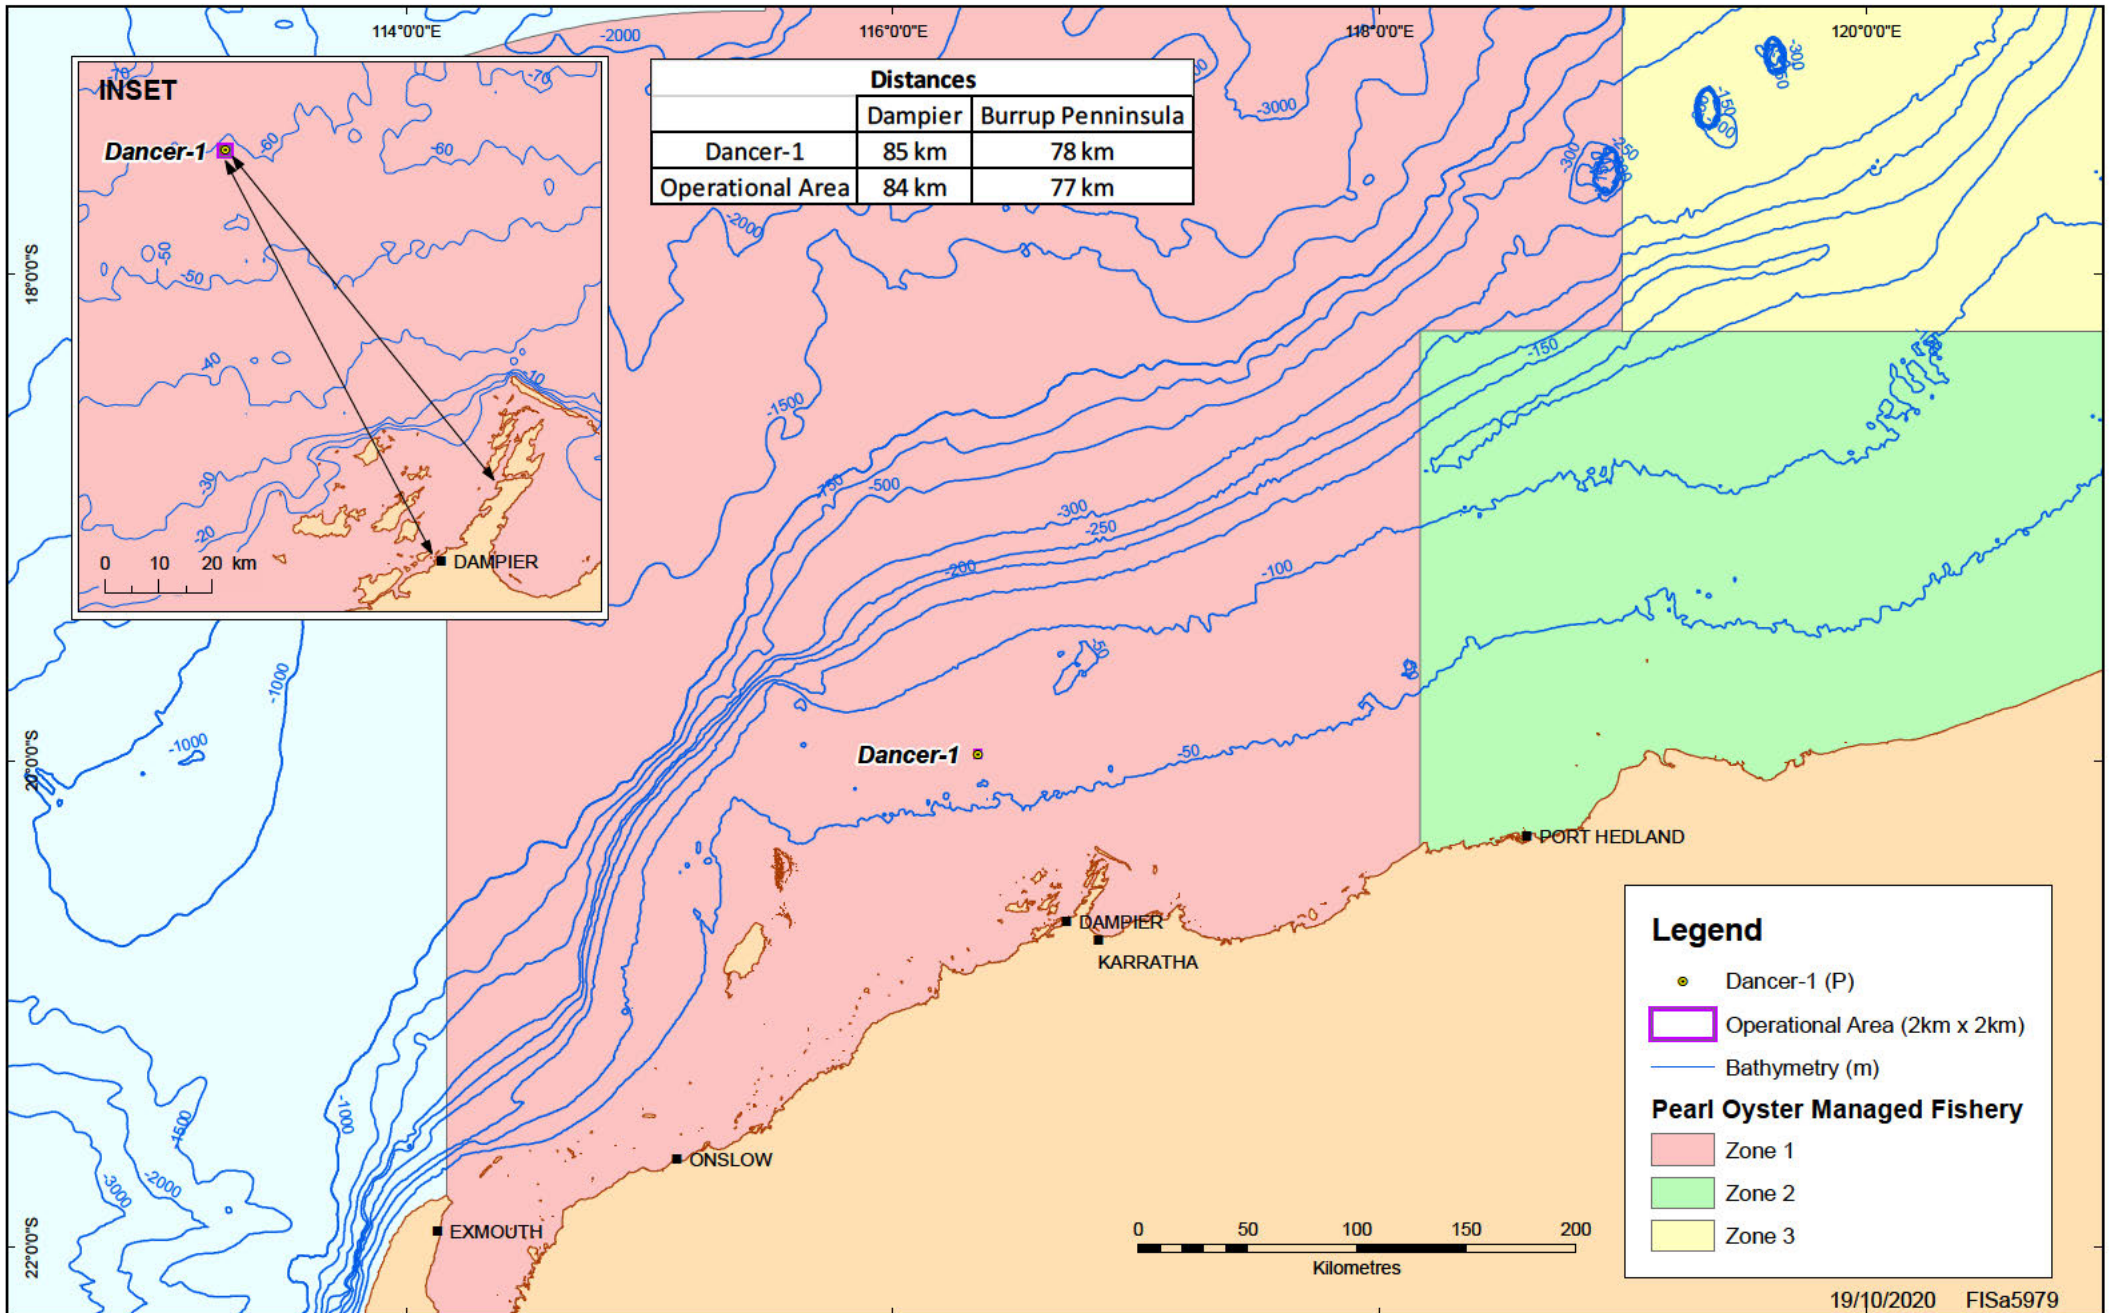 114°0'0"E
116°0'0"E
118°0'0"E
120°0'0"E
18°0'0"S
20°0'0"S
22°0'0"S
INSET
-70
-70
Dancer-1
-60
-60
-50
-50
-40
-10
-30
-20
DAMPIER
0 10 20 km
Distances
Dampier Burrup Penninsula
Dancer-1 85 km 78 km
Operational Area 84 km 77 km
-2000
-3000
-300
-150
-250
-300
-2000
-150
-1500
-750
-500
-300
-250
-200
-100
-50
-1000
-1000
Dancer-1
-50
PORT HEDLAND
DAMPIER
KARRATHA
-1000
-1500
-2000
-3000
ONSLOW
EXMOUTH
0 50 100 150 200
Kilometres
Legend
Dancer-1 (P)
Operational Area (2km x 2km)
Bathymetry (m)
Pearl Oyster Managed Fishery
Zone 1
Zone 2
Zone 3
19/10/2020 FISa5979